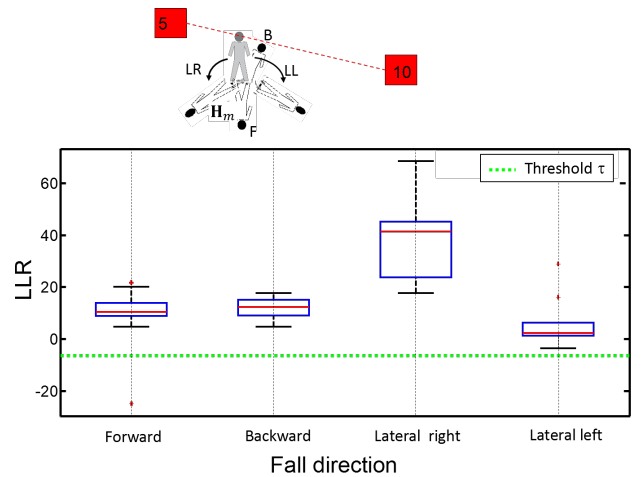 5
B
10
LR
LL
H_m
F
Threshold τ
60
40
20
0
-20
LLR
Forward
Backward
Lateral right
Lateral left
Fall direction